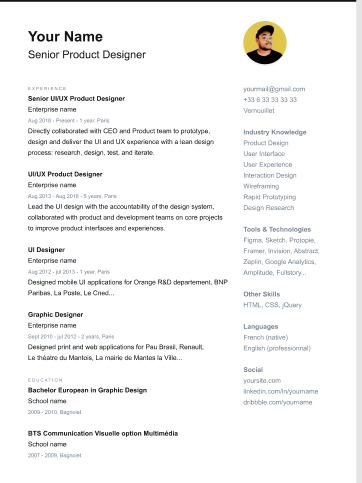 Your Name
Senior Product Designer
EXPERIENCE
Senior UI/UX Product Designer
Enterprise name
Aug 2018 - Present - 1 year, Paris
Directly collaborated with CEO and Product team to prototype,
design and deliver the UI and UX experience with a lean design
process: research, design, test, and iterate.
UI/UX Product Designer
Enterprise name
Aug 2013 - Aug 2018 - 5 years, Paris
Lead the UI design with the accountability of the design system,
collaborated with product and development teams on core projects
to improve product interfaces and experiences.
UI Designer
Enterprise name
Aug 2012 - jul 2013 - 1 year, Paris
Designed mobile UI applications for Orange R&D departement, BNP
Paribas, La Poste, Le Cned...
Graphic Designer
Enterprise name
Sept 2010 - jul 2012 - 2 years, Paris
Designed print and web applications for Pau Brasil, Renault,
Le théatre du Mantois, La mairie de Mantes la Ville...
EDUCATION
Bachelor European in Graphic Design
School name
2009 - 2010, Bagnolet
BTS Communication Visuelle option Multimédia
School name
2007 - 2009, Bagnolet
yourmail@gmail.com
+33 6 33 33 33 33
Vernouillet
Industry Knowledge
Product Design
User Interface
User Experience
Interaction Design
Wireframing
Rapid Prototyping
Design Research
Tools & Technologies
Figma, Sketch, Protopie,
Framer, Invision, Abstract,
Zeplin, Google Analytics,
Amplitude, Fullstory...
Other Skills
HTML, CSS, jQuery
Languages
French (native)
English (professionnal)
Social
yoursite.com
linkedin.com/in/yourname
dribbble.com/yourname